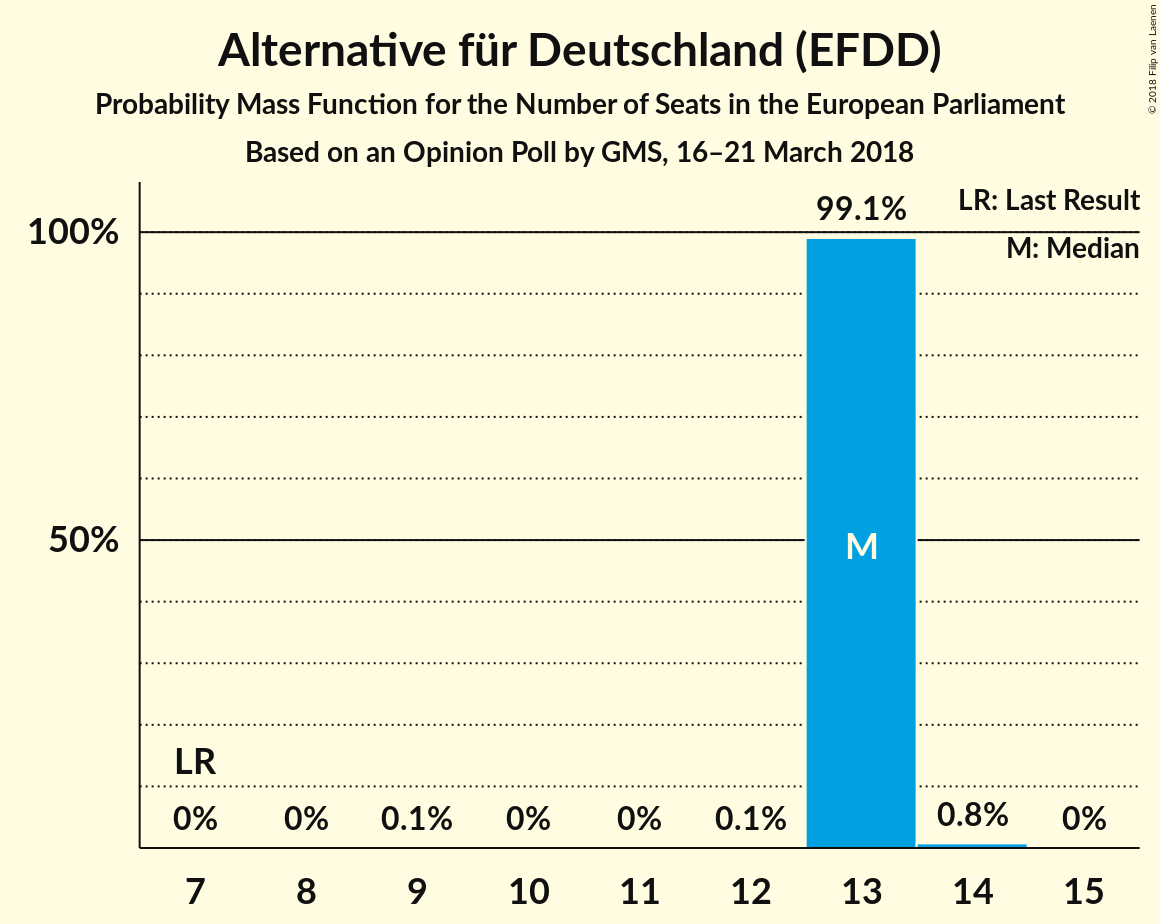 Alternative für Deutschland (EFDD)
Probability Mass Function for the Number of Seats in the European Parliament
Based on an Opinion Poll by GMS, 16–21 March 2018
© 2018 Filip van Laenen
LR: Last Result
M: Median
99.1%
100%
50%
M
LR
0% 0% 0.1% 0% 0% 0.1% 0.8% 0%
7 8 9 10 11 12 13 14 15